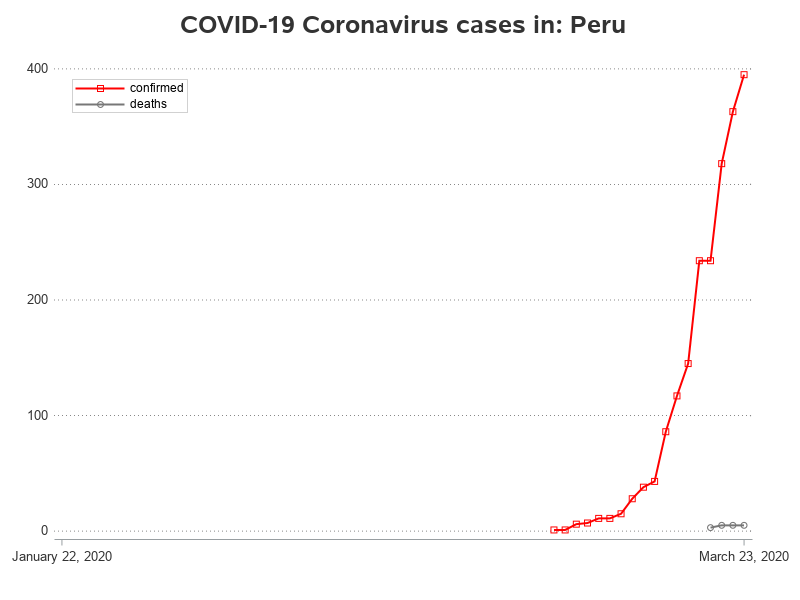 COVID-19 Coronavirus cases in: Peru
400
confirmed
deaths
300
200
100
0
January 22, 2020
March 23, 2020